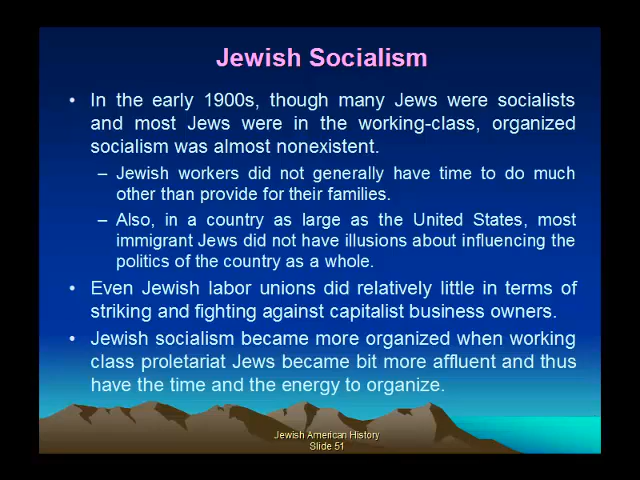 Jewish Socialism
• In the early 1900s, though many Jews were socialists
and most Jews were in the working-class, organized
socialism was almost nonexistent.
– Jewish workers did not generally have time to do much
other than provide for their families.
– Also, in a country as large as the United States, most
immigrant Jews did not have illusions about influencing the
politics of the country as a whole.
• Even Jewish labor unions did relatively little in terms of
striking and fighting against capitalist business owners.
• Jewish socialism became more organized when working
class proletariat Jews became bit more affluent and thus
have the time and the energy to organize.
Jewish American History
Slide 51